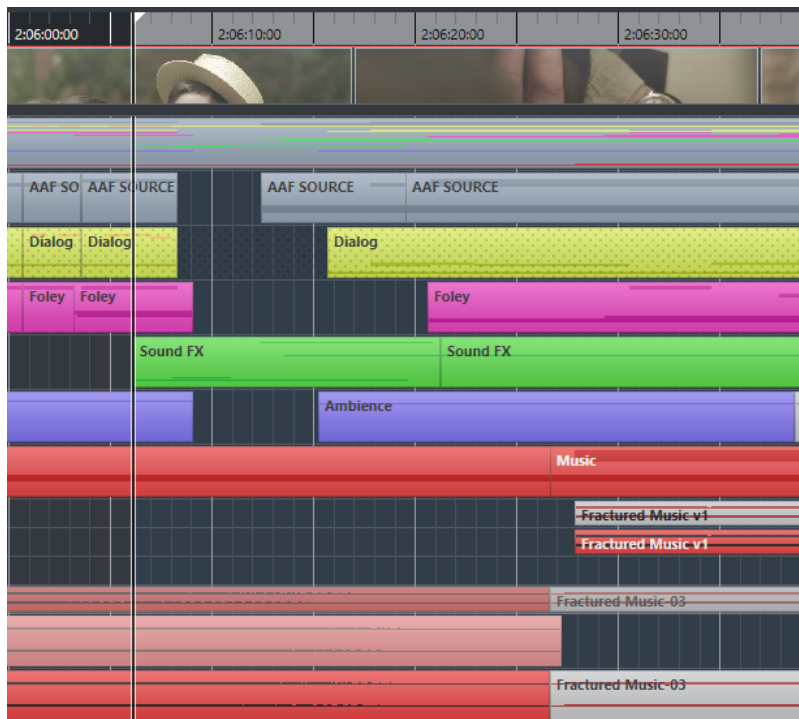 2:06:00:00 2:06:10:00 2:06:20:00 2:06:30:00
AAF SO AAF SOURCE AAF SOURCE AAF SOURCE
Dialog Dialog Dialog
Foley Foley Foley
Sound FX Sound FX
Ambience
Music
Fractured Music v1
Fractured Music v1
Fractured Music-03
Fractured Music-03